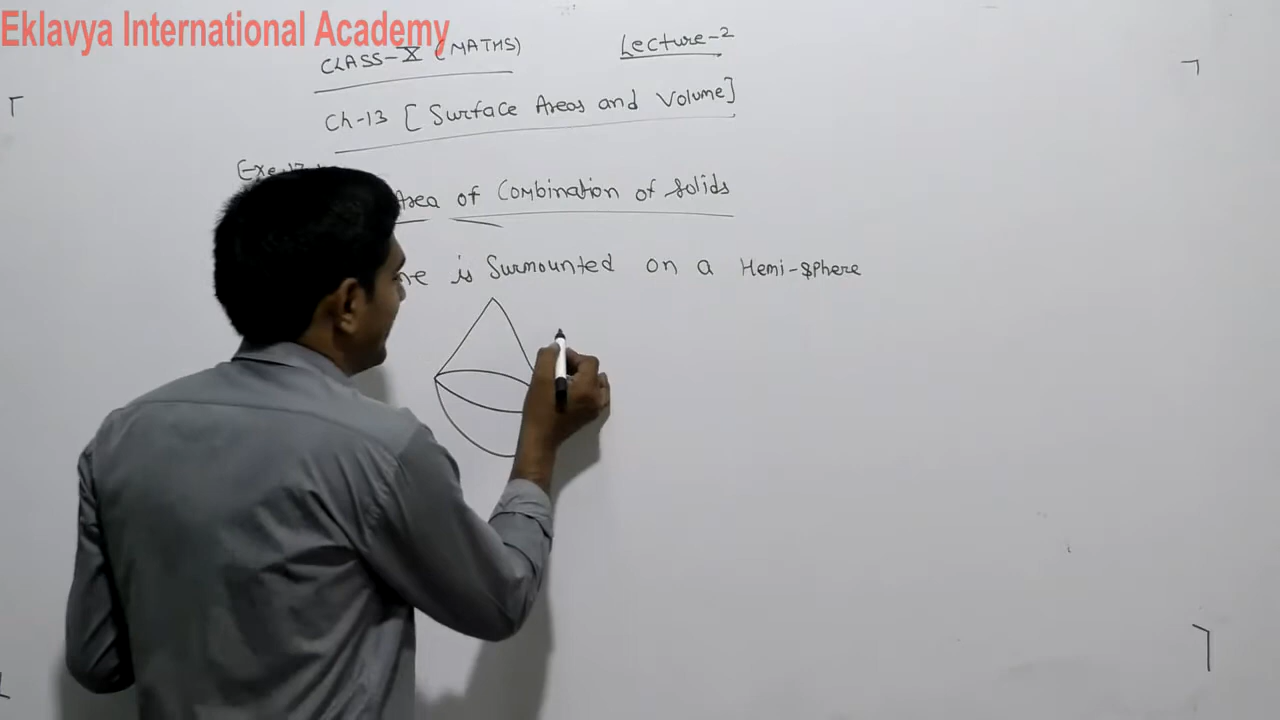 Eklavya International Academy
CLASS-X (MATHS) Lecture-2
Ch-13 [Surface Areas and Volume]
Area of Combination of Solids
is Surmounted on a Hemi-sphere